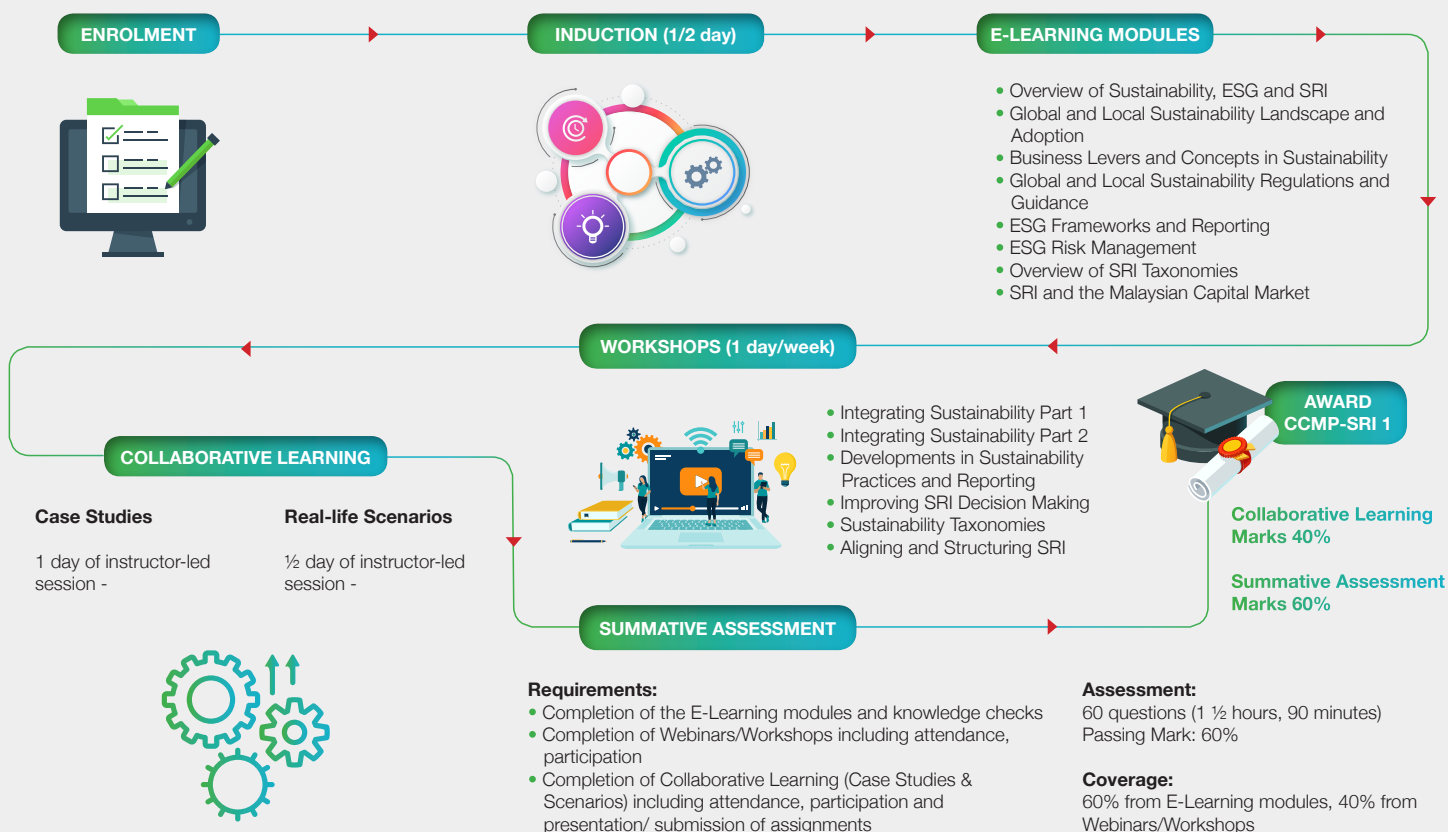 ENROLMENT
INDUCTION (1/2 day)
E-LEARNING MODULES
• Overview of Sustainability, ESG and SRI
• Global and Local Sustainability Landscape and
Adoption
• Business Levers and Concepts in Sustainability
• Global and Local Sustainability Regulations and
Guidance
• ESG Frameworks and Reporting
• ESG Risk Management
• Overview of SRI Taxonomies
• SRI and the Malaysian Capital Market
WORKSHOPS (1 day/week)
• Integrating Sustainability Part 1
• Integrating Sustainability Part 2
• Developments in Sustainability
Practices and Reporting
• Improving SRI Decision Making
• Sustainability Taxonomies
• Aligning and Structuring SRI
COLLABORATIVE LEARNING
Case Studies
1 day of instructor-led
session -
Real-life Scenarios
½ day of instructor-led
session -
SUMMATIVE ASSESSMENT
Requirements:
• Completion of the E-Learning modules and knowledge checks
• Completion of Webinars/Workshops including attendance,
participation
• Completion of Collaborative Learning (Case Studies &
Scenarios) including attendance, participation and
presentation/ submission of assignments
Assessment:
60 questions (1 ½ hours, 90 minutes)
Passing Mark: 60%
Coverage:
60% from E-Learning modules, 40% from
Webinars/Workshops
AWARD
CCMP-SRI 1
Collaborative Learning
Marks 40%
Summative Assessment
Marks 60%